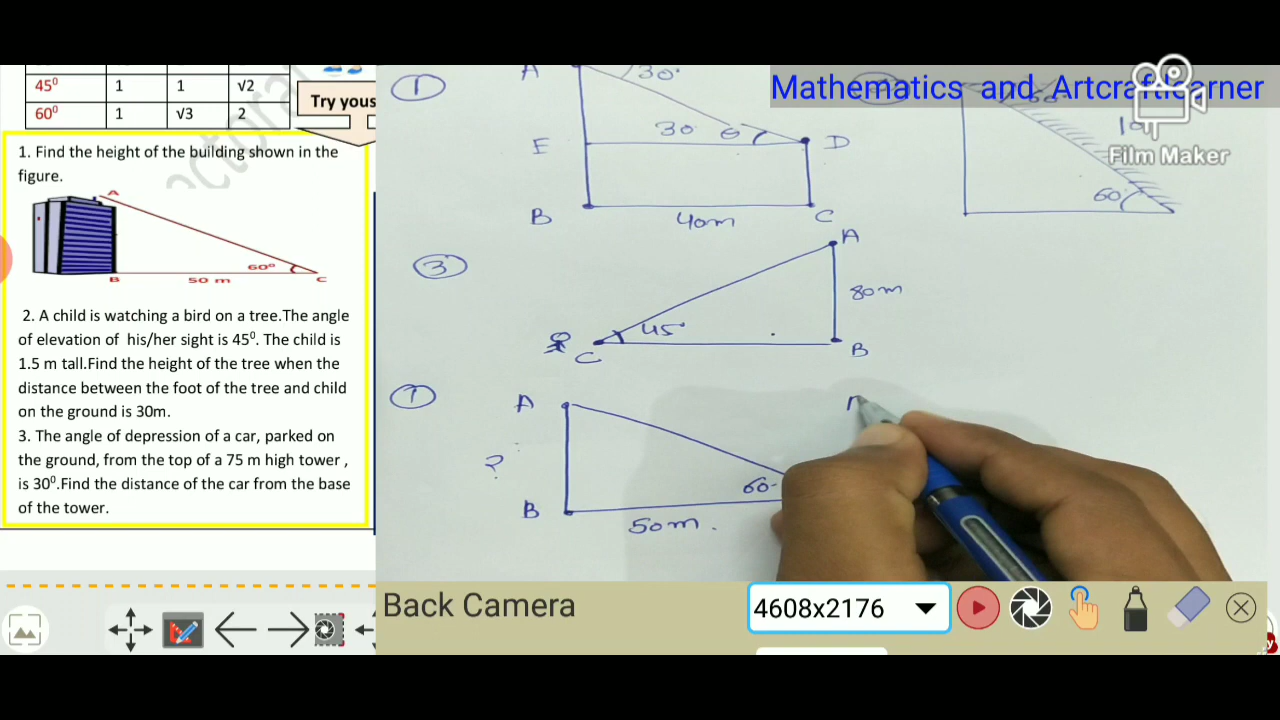 45⁰ 1 1 √2
60⁰ 1 √3 2
Try yous
1. Find the height of the building shown in the
figure.
A
60⁰
B 50 m C
2. A child is watching a bird on a tree.The angle
of elevation of his/her sight is 45⁰. The child is
1.5 m tall.Find the height of the tree when the
distance between the foot of the tree and child
on the ground is 30m.
3. The angle of depression of a car, parked on
the ground, from the top of a 75 m high tower ,
is 30⁰.Find the distance of the car from the base
of the tower.
Mathematics and Artcraftlearner
Film Maker
1 A 30°
E 30 D
B 40m C
60°
3 A
80m
45°
C B
A
?
B 60
50m.
Back Camera
4608x2176